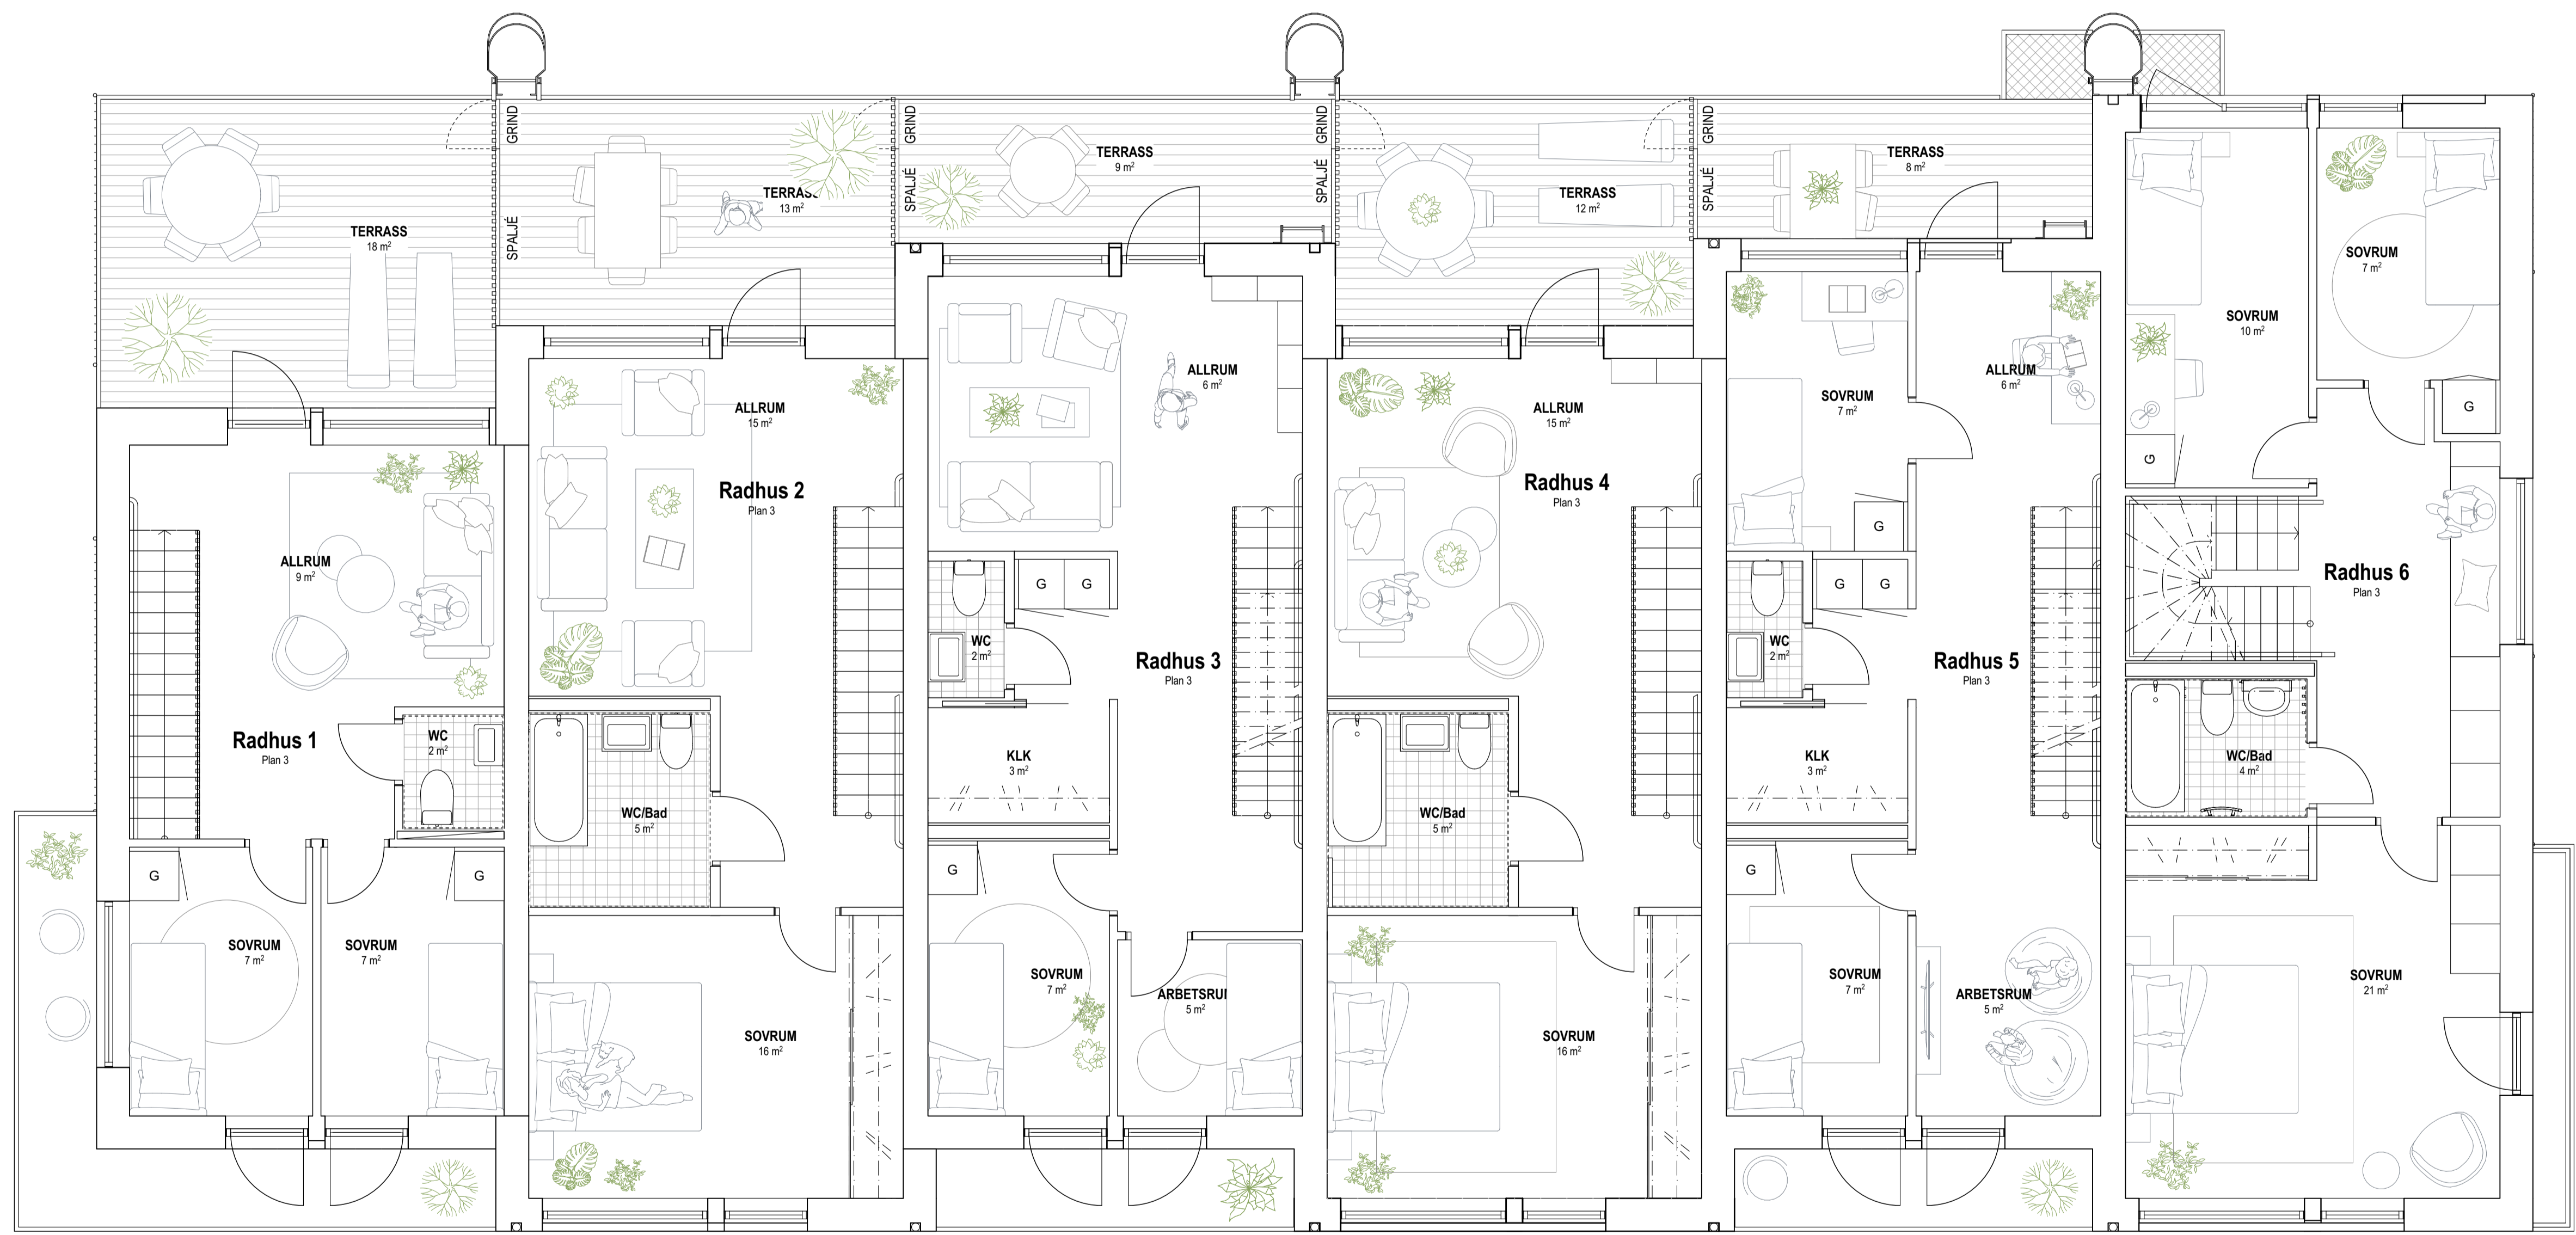 GRIND
SPALJÉ
TERRASS
18 m²
ALLRUM
9 m²
Radhus 1
Plan 3
WC
2 m²
G
G
SOVRUM
7 m²
SOVRUM
7 m²
TERRASS
13 m²
ALLRUM
15 m²
Radhus 2
Plan 3
WC/Bad
5 m²
SOVRUM
16 m²
GRIND
SPALJÉ
TERRASS
9 m²
GRIND
SPALJÉ
ALLRUM
6 m²
G
G
WC
2 m²
Radhus 3
Plan 3
KLK
3 m²
G
SOVRUM
7 m²
ARBETSRUM
5 m²
TERRASS
12 m²
ALLRUM
15 m²
Radhus 4
Plan 3
WC/Bad
5 m²
SOVRUM
16 m²
GRIND
SPALJÉ
TERRASS
8 m²
ALLRUM
6 m²
SOVRUM
7 m²
G
G
G
WC
2 m²
Radhus 5
Plan 3
KLK
3 m²
G
SOVRUM
7 m²
ARBETSRUM
5 m²
SOVRUM
7 m²
SOVRUM
10 m²
G
G
Radhus 6
Plan 3
WC/Bad
4 m²
SOVRUM
21 m²